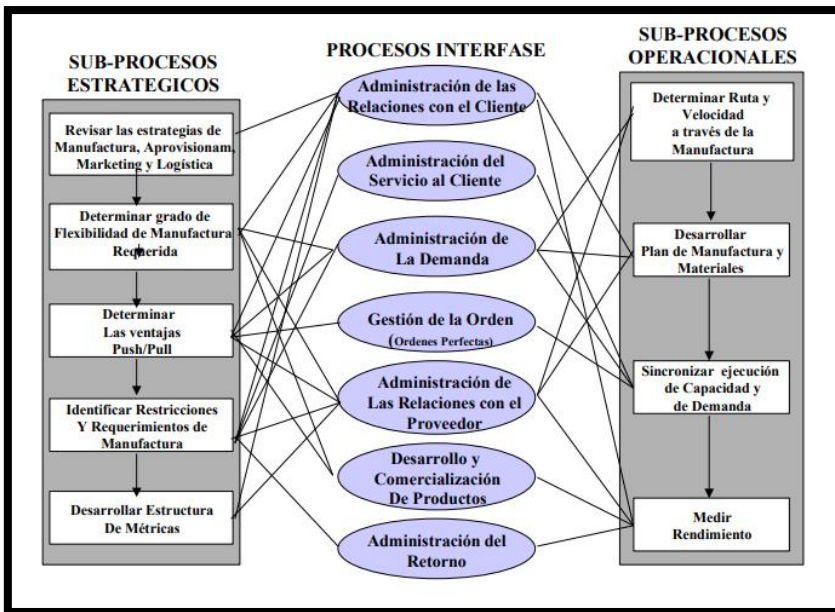 SUB-PROCESOS
ESTRATEGICOS
Revisar las estrategias de
Manufactura, Aprovisionam,
Marketing y Logística
Determinar grado de
Flexibilidad de Manufactura
Requerida
Determinar
Las ventajas
Push/Pull
Identificar Restricciones
Y Requerimientos de
Manufactura
Desarrollar Estructura
De Métricas
PROCESOS INTERFASE
Administración de las
Relaciones con el Cliente
Administración del
Servicio al Cliente
Administración de
La Demanda
Gestión de la Orden
(Ordenes Perfectas)
Administración de
Las Relaciones con el
Proveedor
Desarrollo y
Comercialización
De Productos
Administración del
Retorno
SUB-PROCESOS
OPERACIONALES
Determinar Ruta y
Velocidad
a través de la
Manufactura
Desarrollar
Plan de Manufactura y
Materiales
Sincronizar ejecución
de Capacidad y
de Demanda
Medir
Rendimiento